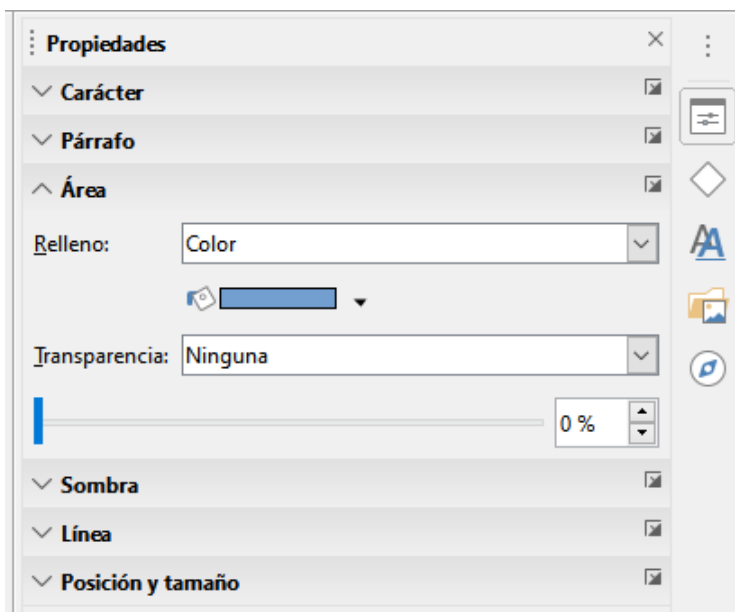 Propiedades
Carácter
Párrafo
Área
Relleno: Color
Transparencia: Ninguna
0 %
Sombra
Línea
Posición y tamaño